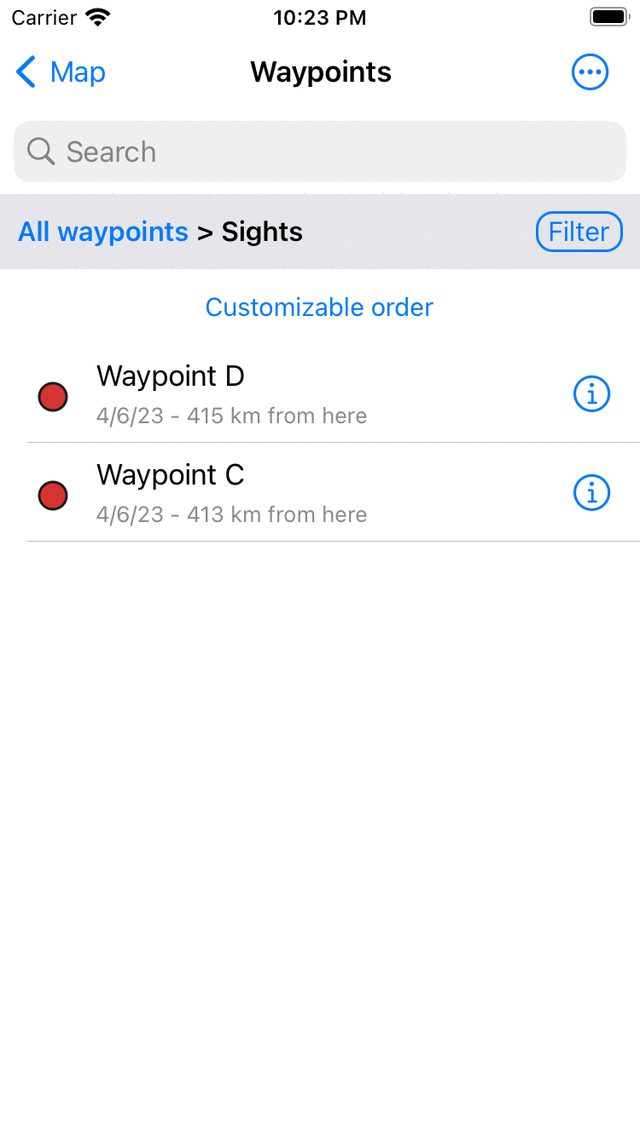 Carrier 10:23 PM
Map Waypoints
Search
All waypoints > Sights Filter
Customizable order
Waypoint D
4/6/23 - 415 km from here
Waypoint C
4/6/23 - 413 km from here